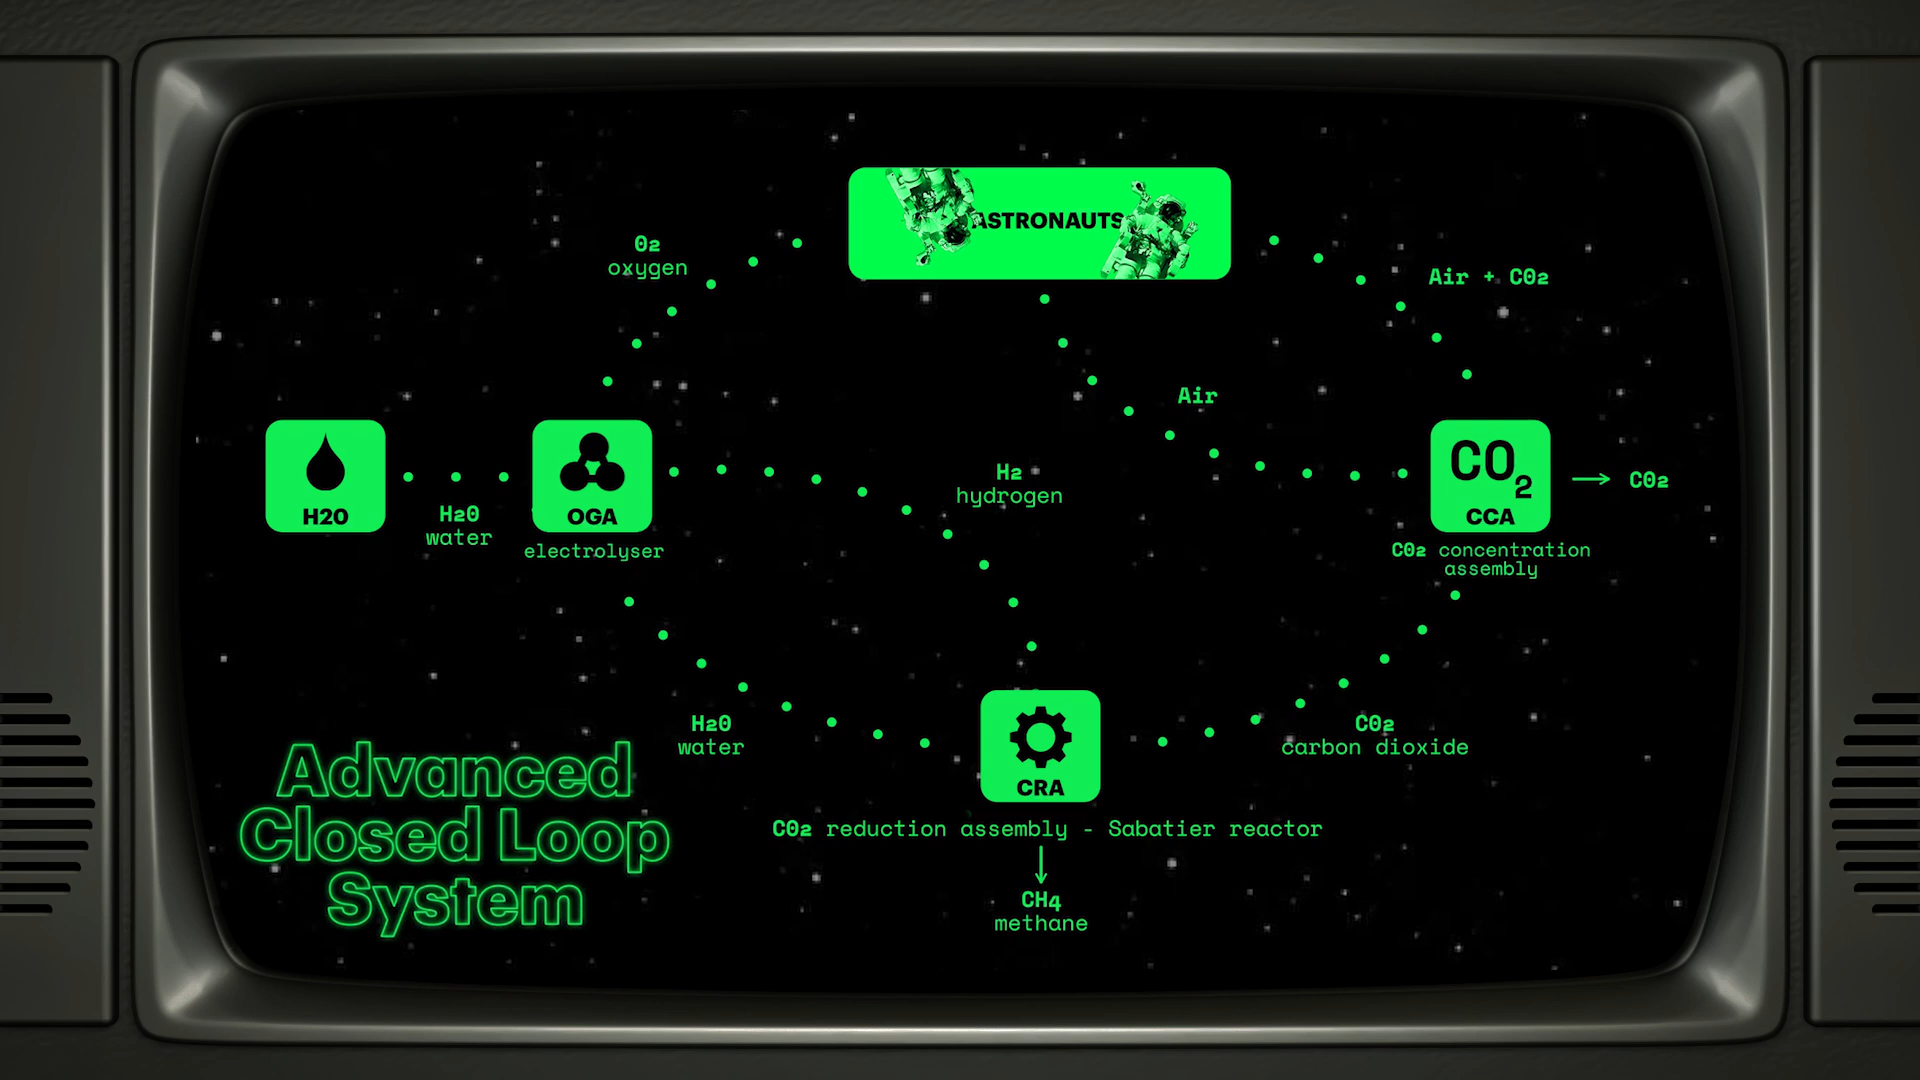 ASTRONAUTS
O₂
oxygen
Air + CO₂
Air
H₂
hydrogen
H2O
H₂O
water
OGA
electrolyser
CO₂
CCA
CO₂ concentration
assembly
CO₂
H₂O
water
CRA
CO₂
carbon dioxide
CO₂ reduction assembly - Sabatier reactor
CH₄
methane
Advanced
Closed Loop
System